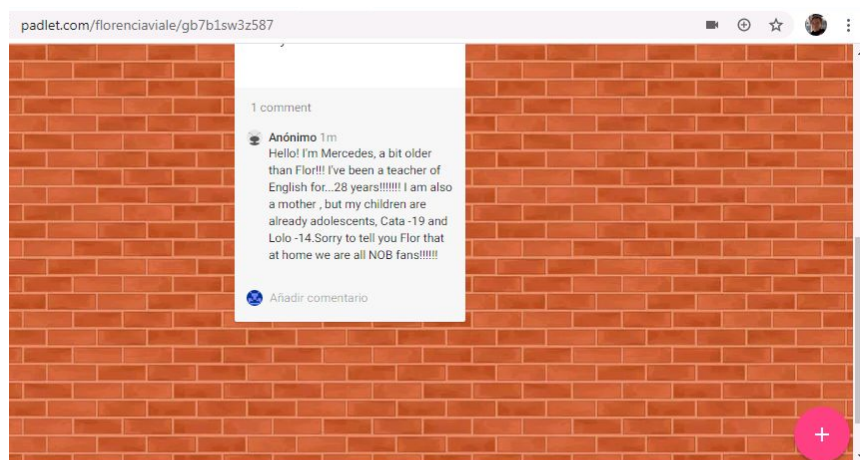 padlet.com/florenciaviale/gb7b1sw3z587
1 comment
Anónimo 1m
Hello! I'm Mercedes, a bit older
than Flor!!! I've been a teacher of
English for...28 years!!!!!!! I am also
a mother , but my children are
already adolescents, Cata -19 and
Lolo -14.Sorry to tell you Flor that
at home we are all NOB fans!!!!!!
Añadir comentario